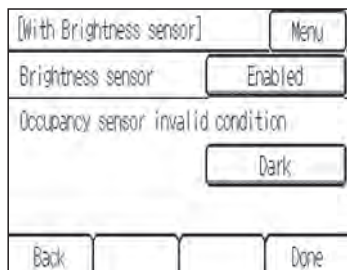 [With Brightness sensor] Menu
Brightness sensor Enabled
Occupancy sensor invalid condition
Dark
Back Done